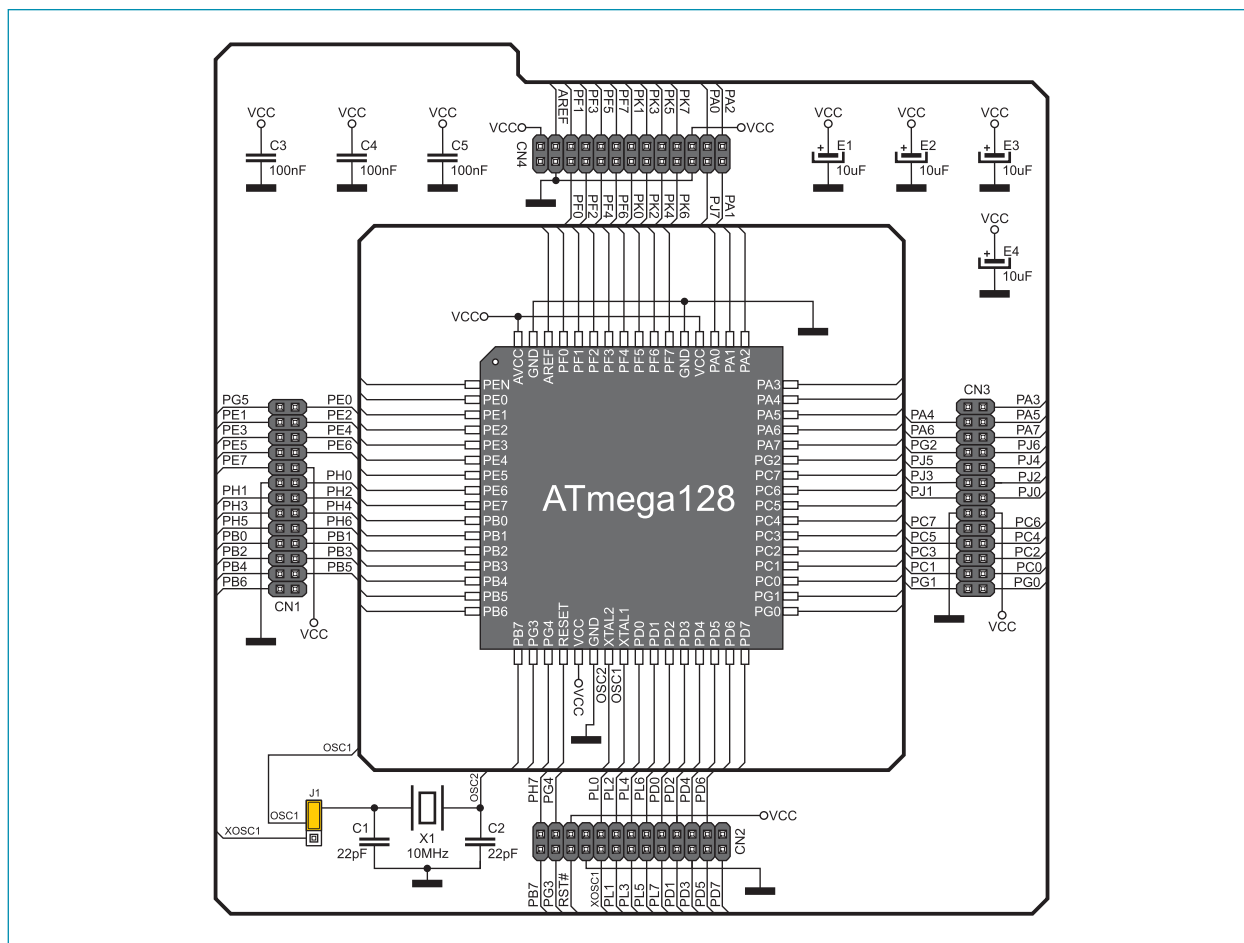 AREF PF1 PF3 PF5 PF7 PK1 PK3 PK5 PK7 PA0 PA2
VCC VCC VCC VCC VCC VCC VCC VCC
C3 C4 C5 CN4 E1 E2 E3
100nF 100nF 100nF 10uF 10uF 10uF
PF0 PF2 PF4 PF6 PK0 PK2 PK4 PK6 PJ7 PA1
VCC
E4
10uF
VCC
AVCC GND AREF PF0 PF1 PF2 PF3 PF4 PF5 PF6 PF7 GND VCC PA0 PA1 PA2
PEN
PE0
PE1
PE2
PE3
PE4
PE5
PE6
PE7
PB0
PB1
PB2
PB3
PB4
PB5
PB6
ATmega128
PA3
PA4
PA5
PA6
PA7
PG2
PC7
PC6
PC5
PC4
PC3
PC2
PC1
PC0
PG1
PG0
PB7 PG3 PG4 RESET VCC GND XTAL2 XTAL1 PD0 PD1 PD2 PD3 PD4 PD5 PD6 PD7
VCC OSC2 OSC1
PG5 PE0
PE1 PE2
PE3 PE4
PE5 PE6
PE7
PH0
PH1 PH2
PH3 PH4
PH5 PH6
PB0 PB1
PB2 PB3
PB4 PB5
PB6
CN1
VCC
CN3
PA3
PA4 PA5
PA6 PA7
PG2 PJ6
PJ5 PJ4
PJ3 PJ2
PJ1 PJ0
PC7 PC6
PC5 PC4
PC3 PC2
PC1 PC0
PG1 PG0
VCC
OSC1
OSC2
J1
OSC1
XOSC1
C1
22pF
X1
10MHz
C2
22pF
PH7 PG4 PL0 PL2 PL4 PL6 PD0 PD2 PD4 PD6
VCC
CN2
PB7 PG3 RST# XOSC1 PL1 PL3 PL5 PL7 PD1 PD3 PD5 PD7